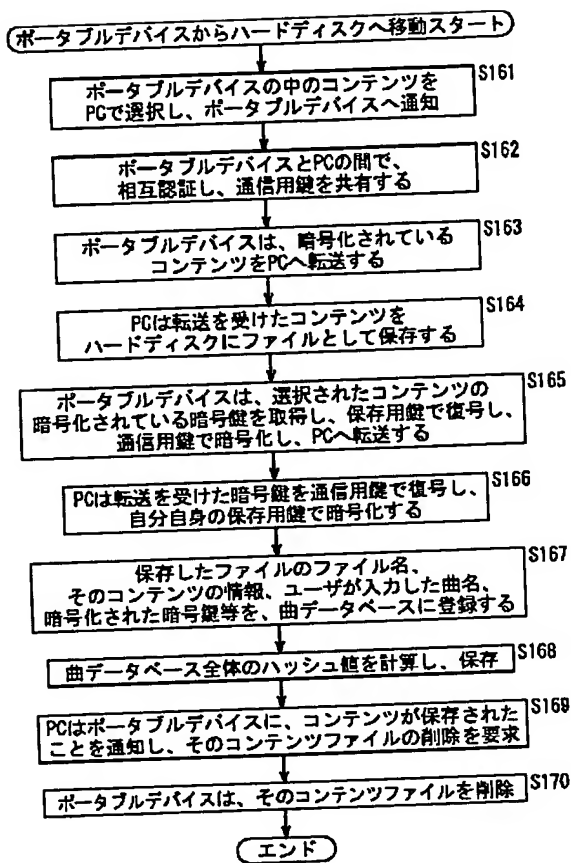 ポータブルデバイスからハードディスクへ移動スタート
S161
ポータブルデバイスの中のコンテンツを
PCで選択し、ポータブルデバイスへ通知
S162
ポータブルデバイスとPCの間で、
相互認証し、通信用鍵を共有する
S163
ポータブルデバイスは、暗号化されている
コンテンツをPCへ転送する
S164
PCは転送を受けたコンテンツを
ハードディスクにファイルとして保存する
S165
ポータブルデバイスは、選択されたコンテンツの
暗号化されている暗号鍵を取得し、保存用鍵で復号し、
通信用鍵で暗号化し、PCへ転送する
S166
PCは転送を受けた暗号鍵を通信用鍵で復号し、
自分自身の保存用鍵で暗号化する
S167
保存したファイルのファイル名、
そのコンテンツの情報、ユーザが入力した曲名、
暗号化された暗号鍵等を、曲データベースに登録する
S168
曲データベース全体のハッシュ値を計算し、保存
S169
PCはポータブルデバイスに、コンテンツが保存された
ことを通知し、そのコンテンツファイルの削除を要求
S170
ポータブルデバイスは、そのコンテンツファイルを削除
エンド